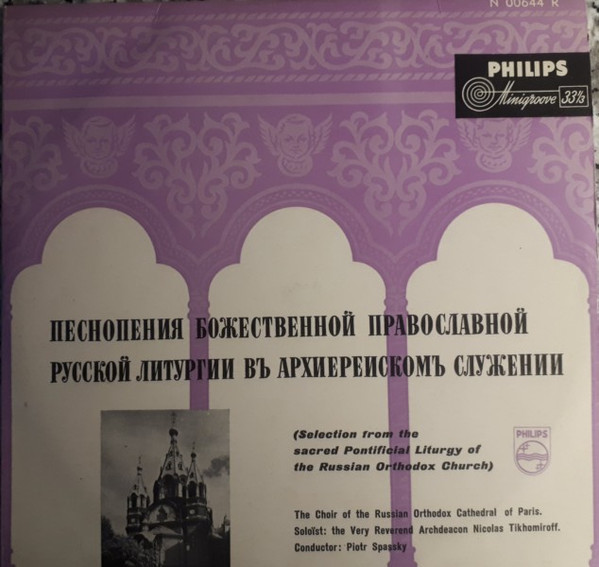 N 00644 R
PHILIPS
Minigroove 33⅓
ПЕСНОПЕНИЯ БОЖЕСТВЕННОЙ ПРАВОСЛАВНОЙ
РУССКОЙ ЛИТУРГИИ ВЪ АРХИЕРЕИСКОМЪ СЛУЖЕНИИ
(Selection from the
sacred Pontificial Liturgy of
the Russian Orthodox Church)
PHILIPS
The Choir of the Russian Orthodox Cathedral of Paris.
Soloïst: the Very Reverend Archdeacon Nicolas Tikhomiroff.
Conductor: Piotr Spassky